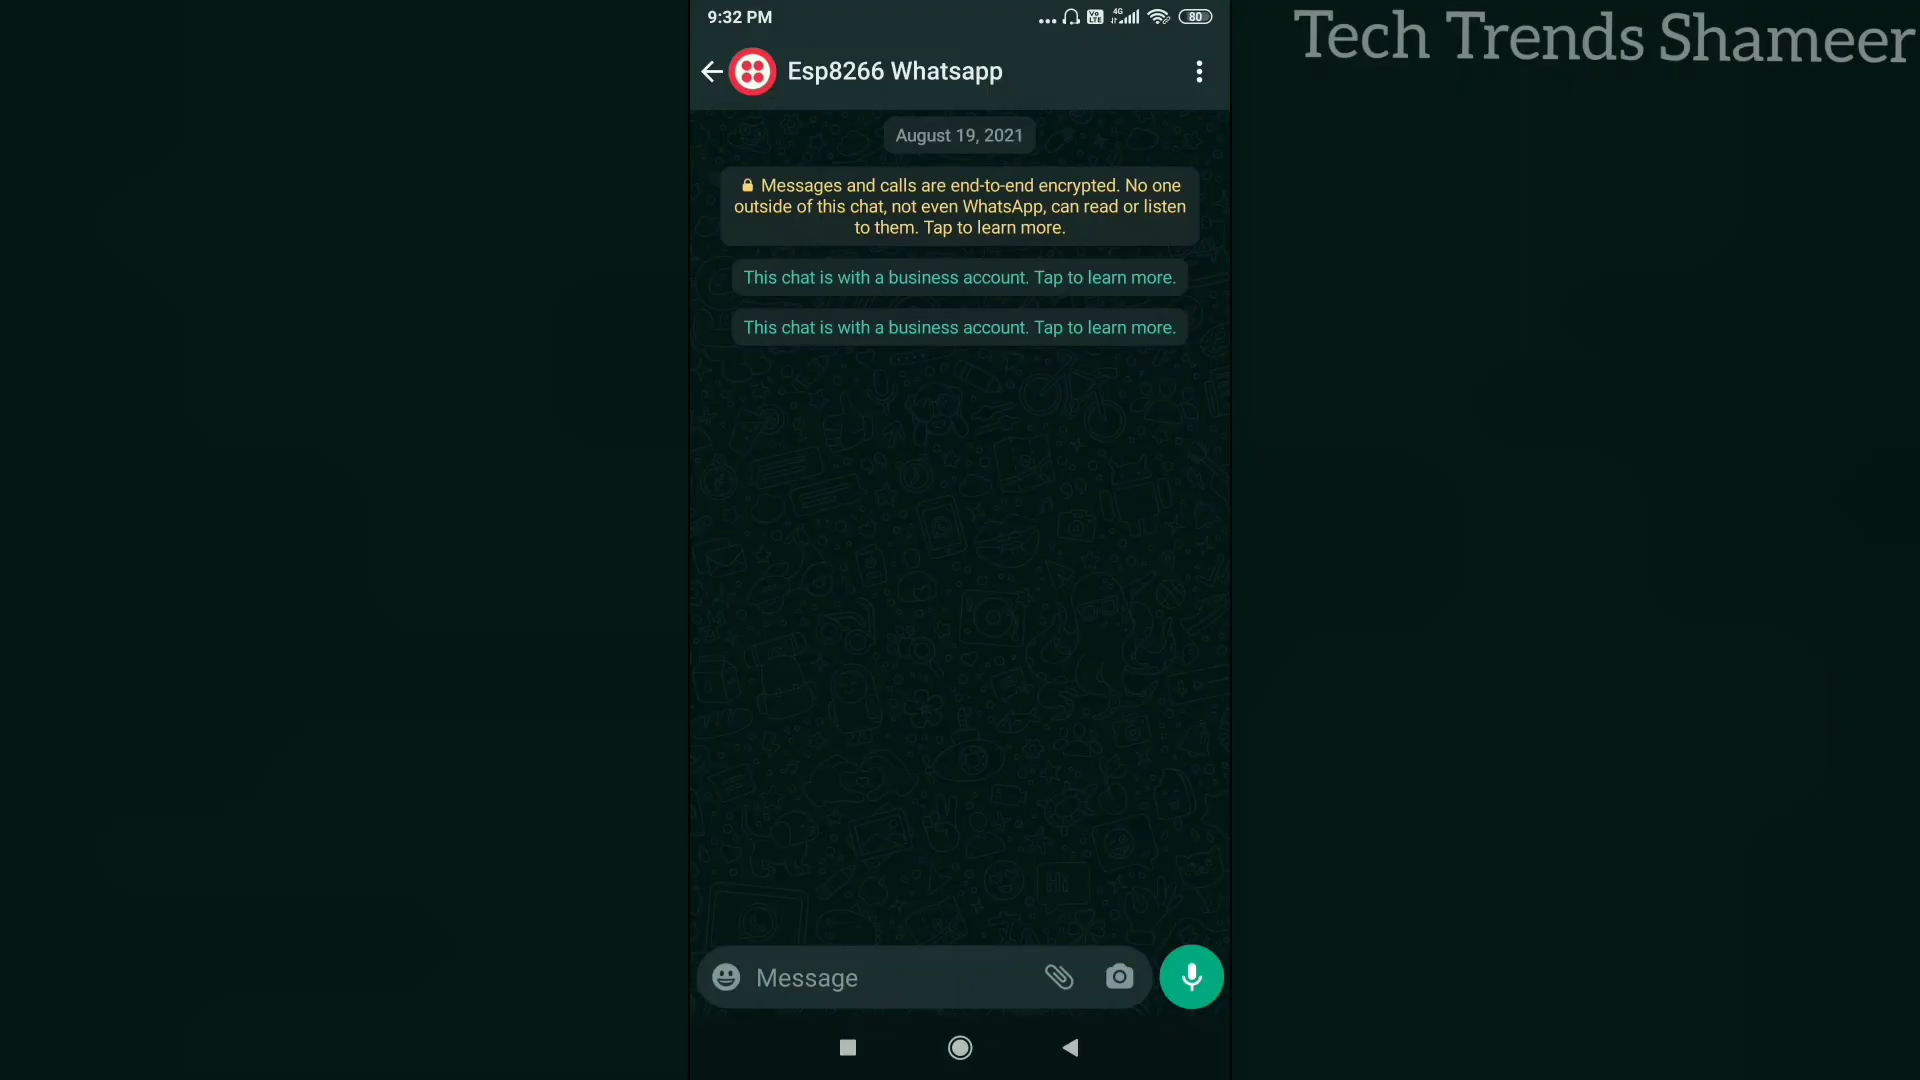 9:32 PM
4G
80
Tech Trends Shameer
Esp8266 Whatsapp
August 19, 2021
Messages and calls are end-to-end encrypted. No one
outside of this chat, not even WhatsApp, can read or listen
to them. Tap to learn more.
This chat is with a business account. Tap to learn more.
This chat is with a business account. Tap to learn more.
Hi
Message